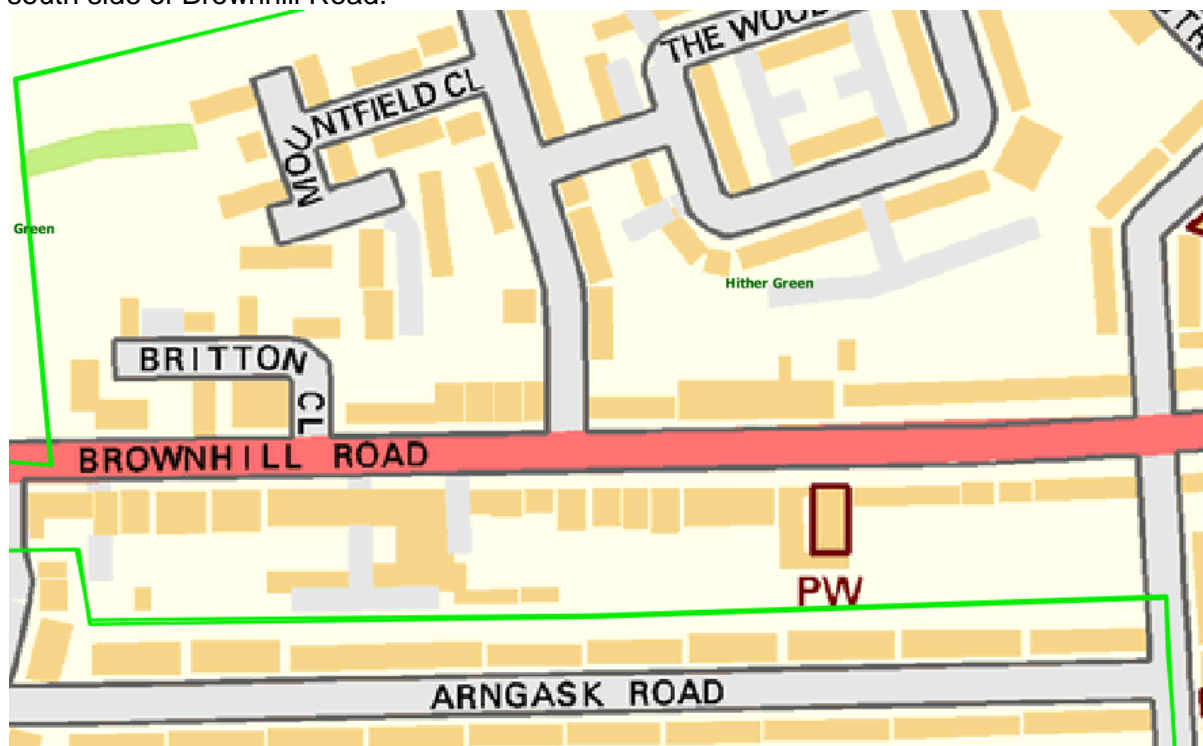 south side of Brownhill Road.
THE WOOD
MOUNTFIELD CL
Green
Hither Green
BRITTON CL
BROWNHILL ROAD
PW
ARNGASK ROAD